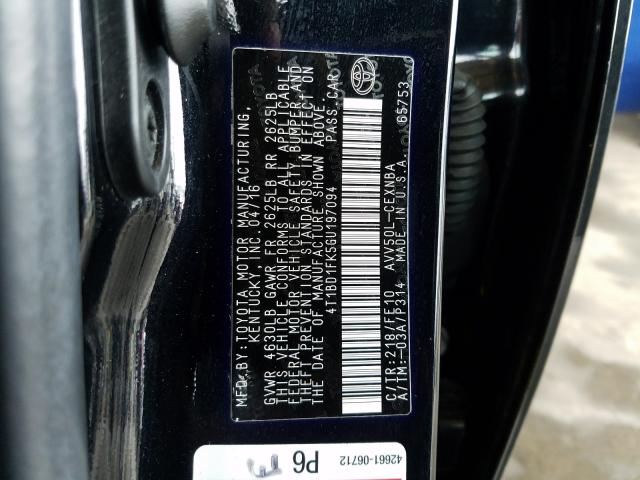 MFD.BY:TOYOTA MOTOR MANUFACTURING,
KENTUCKY,INC.04/16
GVWR 4630LB GAWR FR 2625LB RR 2625LB
THIS VEHICLE CONFORMS TO ALL APPLICABLE
FEDERAL MOTOR VEHICLE SAFETY,BUMPER,AND
THEFT PREVENTION STANDARDS IN EFFECT ON
THE DATE OF MANUFACTURE SHOWN ABOVE.
4T1BD1FK5GU197094 PASS.CAR
C/TR:218/FE10 AVV50L-CEXNBA
A/TM:-03A/P314 MADE IN U.S.A. 65753
TOYOTA
P6
42661-06712